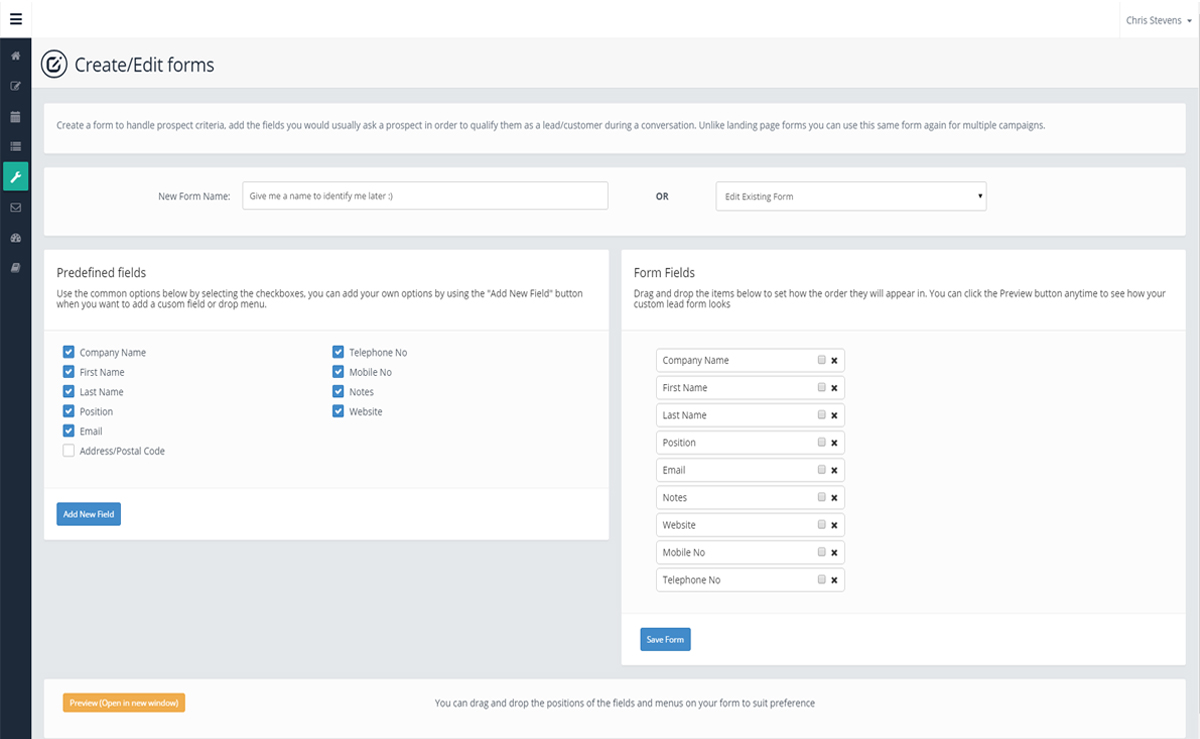 Chris Stevens
Create/Edit forms
Create a form to handle prospect criteria, add the fields you would usually ask a prospect in order to qualify them as a lead/customer during a conversation. Unlike landing page forms you can use this same form again for multiple campaigns.
New Form Name:
Give me a name to identify me later :)
OR
Edit Existing Form
Predefined fields
Use the common options below by selecting the checkboxes, you can add your own options by using the "Add New Field" button
when you want to add a cusom field or drop menu.
Company Name
First Name
Last Name
Position
Email
Address/Postal Code
Telephone No
Mobile No
Notes
Website
Add New Field
Form Fields
Drag and drop the items below to set how the order they will appear in. You can click the Preview button anytime to see how your
custom lead form looks
Company Name
First Name
Last Name
Position
Email
Notes
Website
Mobile No
Telephone No
Save Form
Preview (Open in new window)
You can drag and drop the positions of the fields and menus on your form to suit preference